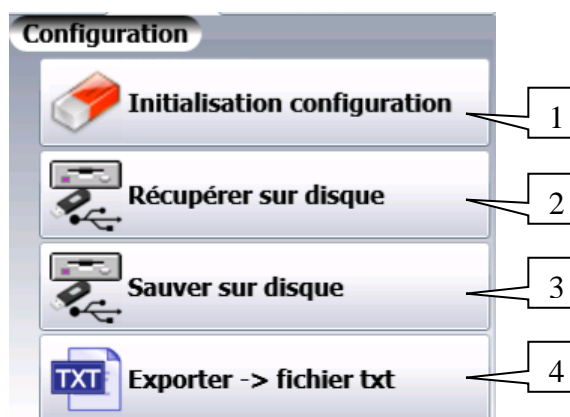 Configuration
Initialisation configuration
1
Récupérer sur disque
2
Sauver sur disque
3
TXT
Exporter -> fichier txt
4